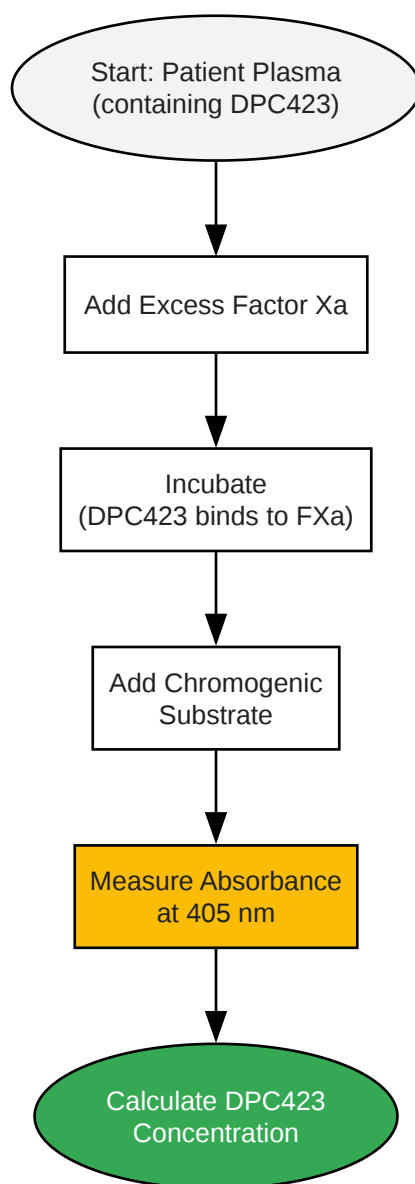 Start: Patient Plasma
(containing DPC423)
Add Excess Factor Xa
Incubate
(DPC423 binds to FXa)
Add Chromogenic
Substrate
Measure Absorbance
at 405 nm
Calculate DPC423
Concentration